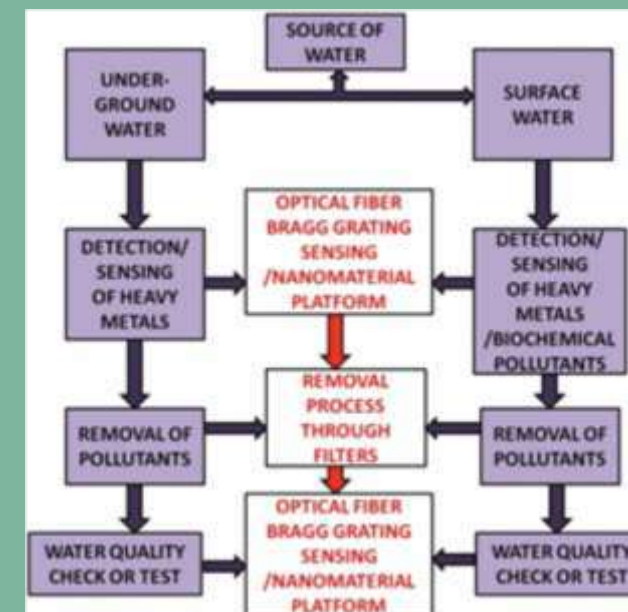 SOURCE OF
WATER
UNDER-
GROUND
WATER
SURFACE
WATER
OPTICAL FIBER
BRAGG GRATING
SENSING
/NANOMATERIAL
PLATFORM
DETECTION/
SENSING
OF HEAVY
METALS
DETECTION/
SENSING
OF HEAVY
METALS
/BIOCHEMICAL
POLLUTANTS
REMOVAL
PROCESS
THROUGH
FILTERS
REMOVAL OF
POLLUTANTS
REMOVAL OF
POLLUTANTS
OPTICAL FIBER
BRAGG GRATING
SENSING
/NANOMATERIAL
PLATFORM
WATER QUALITY
CHECK OR TEST
WATER QUALITY
CHECK OR TEST